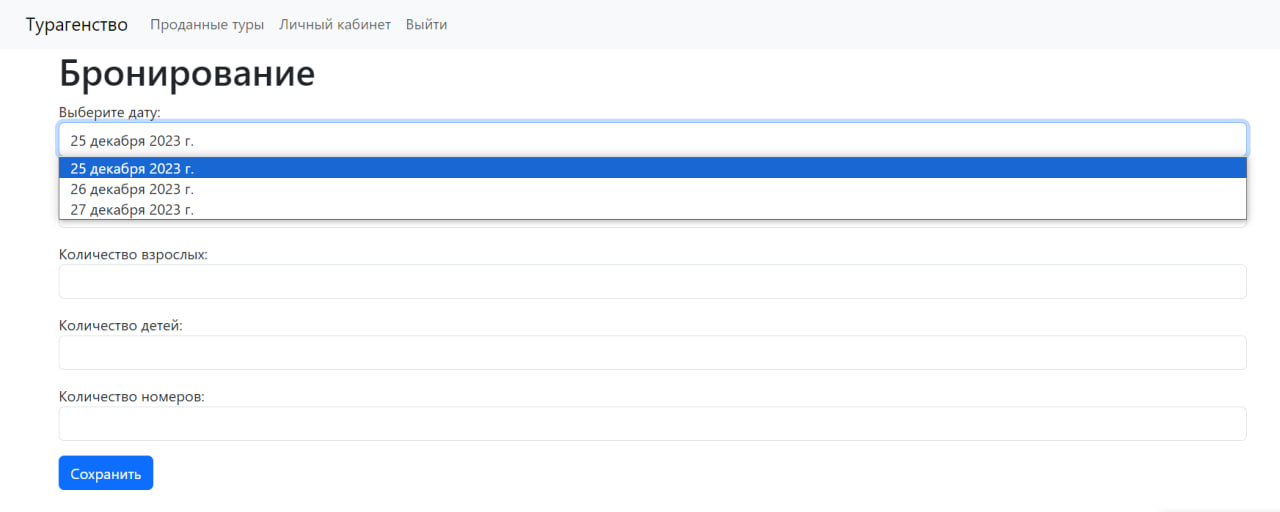 Турагенство Проданные туры Личный кабинет Выйти
Бронирование
Выберите дату:
25 декабря 2023 г.
25 декабря 2023 г.
26 декабря 2023 г.
27 декабря 2023 г.
Количество взрослых:
Количество детей:
Количество номеров:
Сохранить